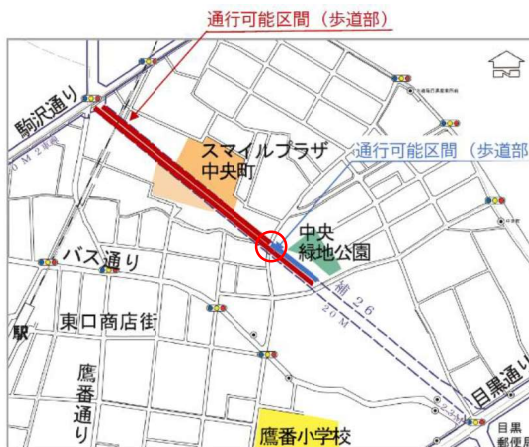 通行可能区間（歩道部）
駒沢通り
スマイルプラザ
中央町
通行可能区間（歩道部
中央
緑地公園
バス通り
補26
20M
東口商店街
駅
目黒通り
鷹番通り
鷹番小学校
目黒
郵便局